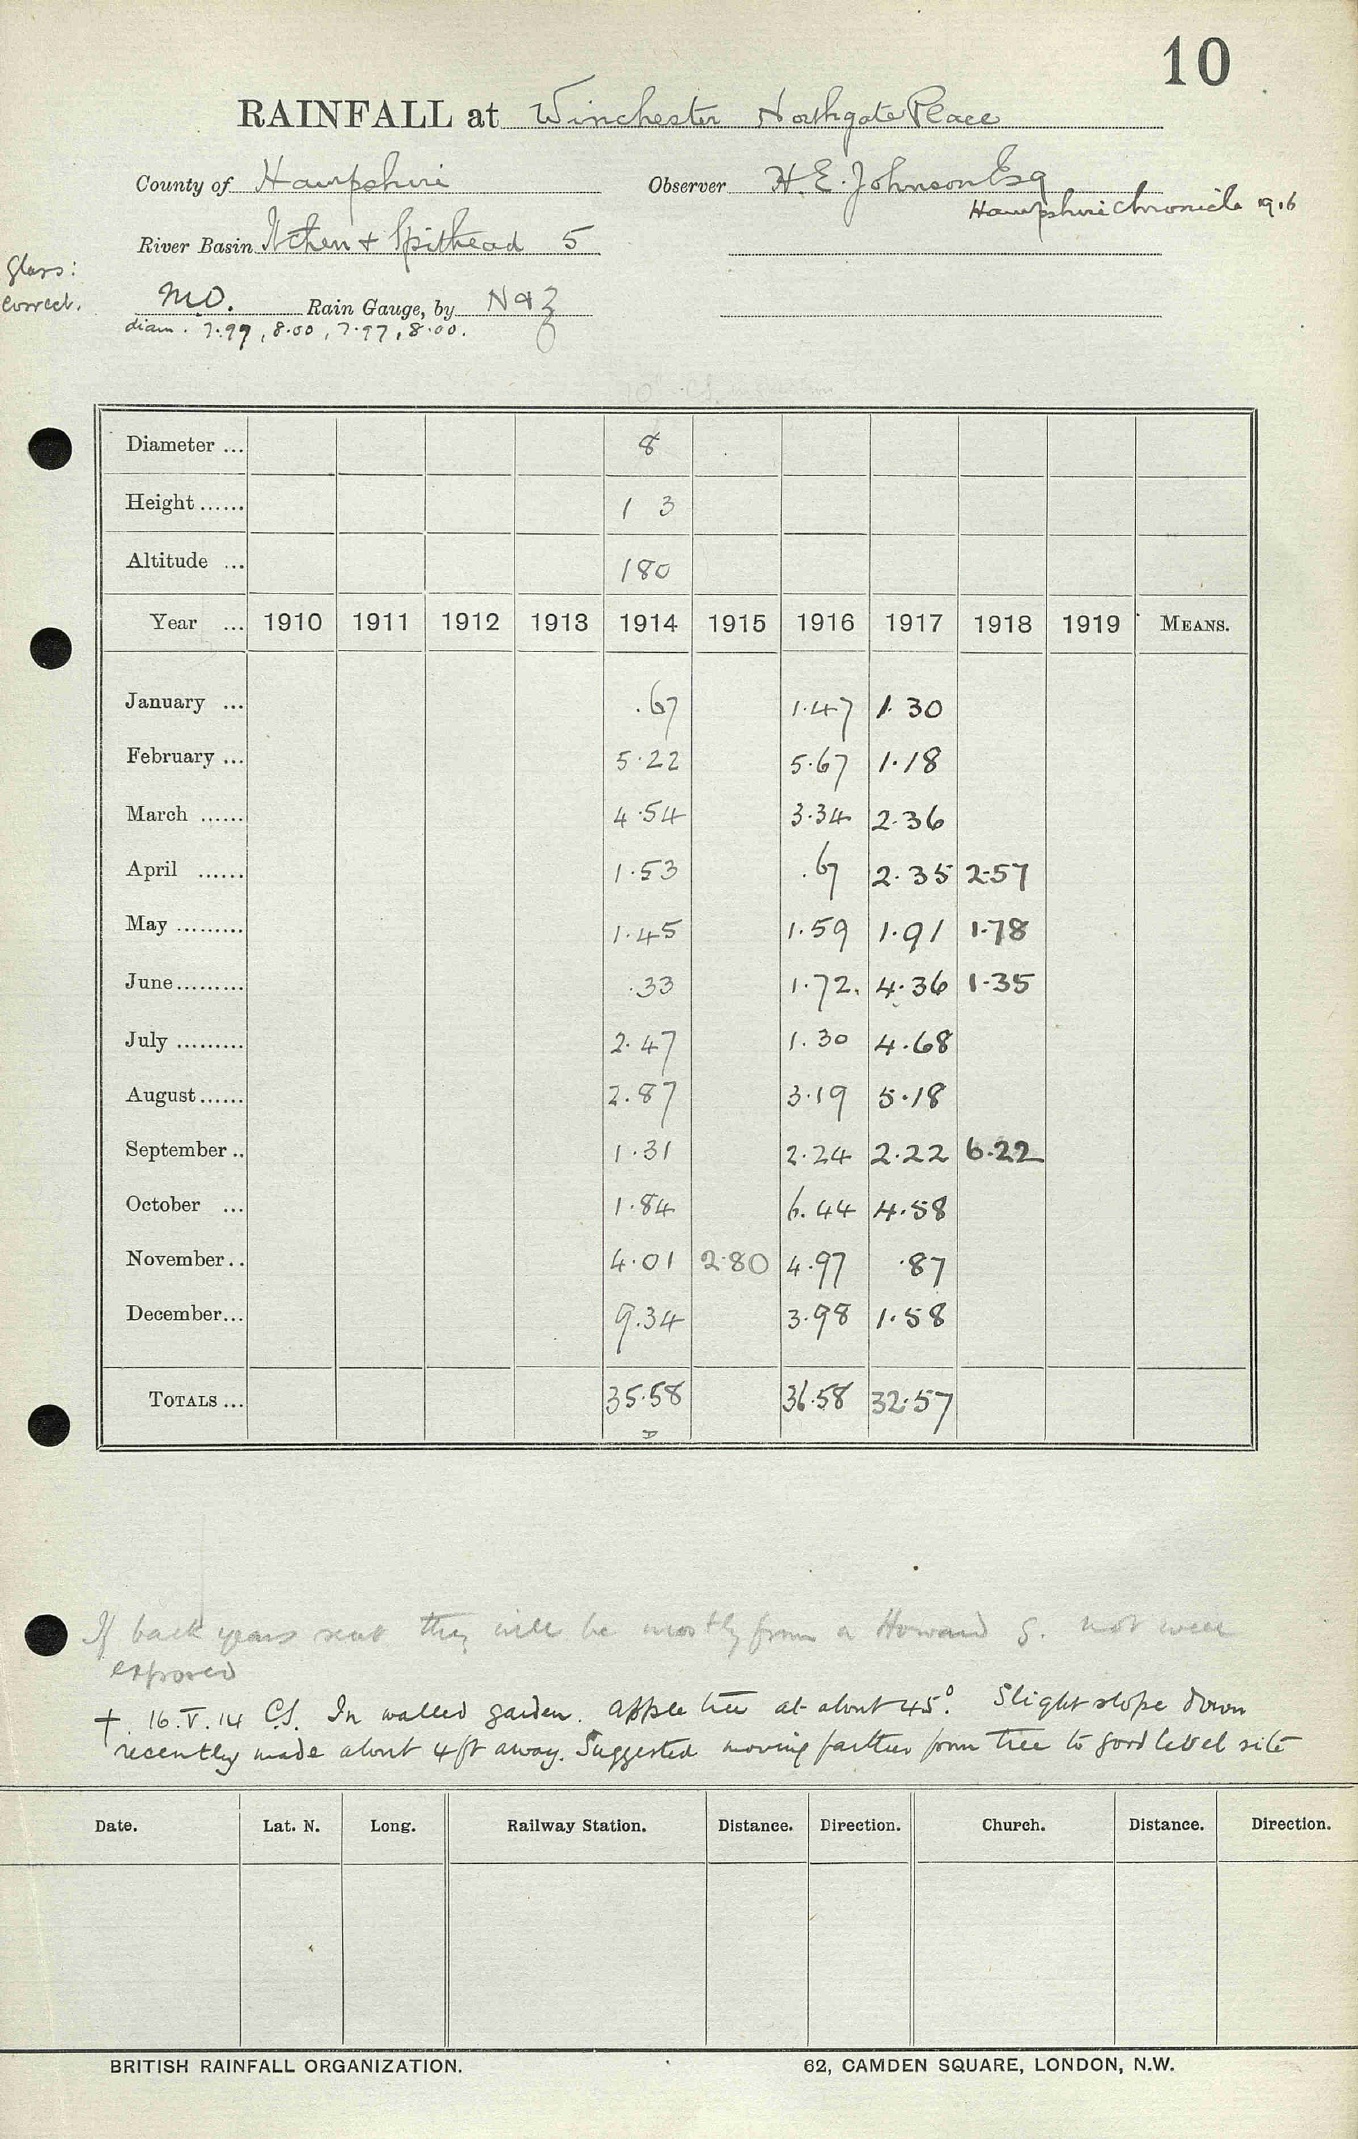 10
RAINFALL at Winchester Northgate Place
County of Hampshire Observer H. E. Johnson Esq
Hampshire Chronicle 1916
River Basin Itchen + Spithead 5
Glass:
correct.
M.O. Rain Gauge, by N & Z
diam. 7.99, 8.00, 7.97, 8.00.
Diameter ... 8
Height ...... 1 3
Altitude ... 180
Year ... 1910 1911 1912 1913 1914 1915 1916 1917 1918 1919 MEANS.
January ... .67 1.47 1.30
February ... 5.22 5.67 1.18
March ...... 4.54 3.34 2.36
April ...... 1.53 .67 2.35 2.57
May ......... 1.45 1.59 1.91 1.78
June ......... .33 1.72. 4.36 1.35
July ......... 2.47 1.30 4.68
August ...... 2.87 3.19 5.18
September .. 1.31 2.24 2.22 6.22
October ... 1.84 6.44 4.58
November .. 4.01 2.80 4.97 .87
December... 9.34 3.98 1.58
TOTALS ... 35.58 36.58 32.57
If back years sent they will be mostly from a Howard g. not well
exposed
+ 16.V.14 C.S. In walled garden. Apple tree at about 45°. Slight slope down
recently made about 4 ft away. Suggested moving farther from tree to good level site
Date. Lat. N. Long. Railway Station. Distance. Direction. Church. Distance. Direction.
BRITISH RAINFALL ORGANIZATION. 62, CAMDEN SQUARE, LONDON, N.W.